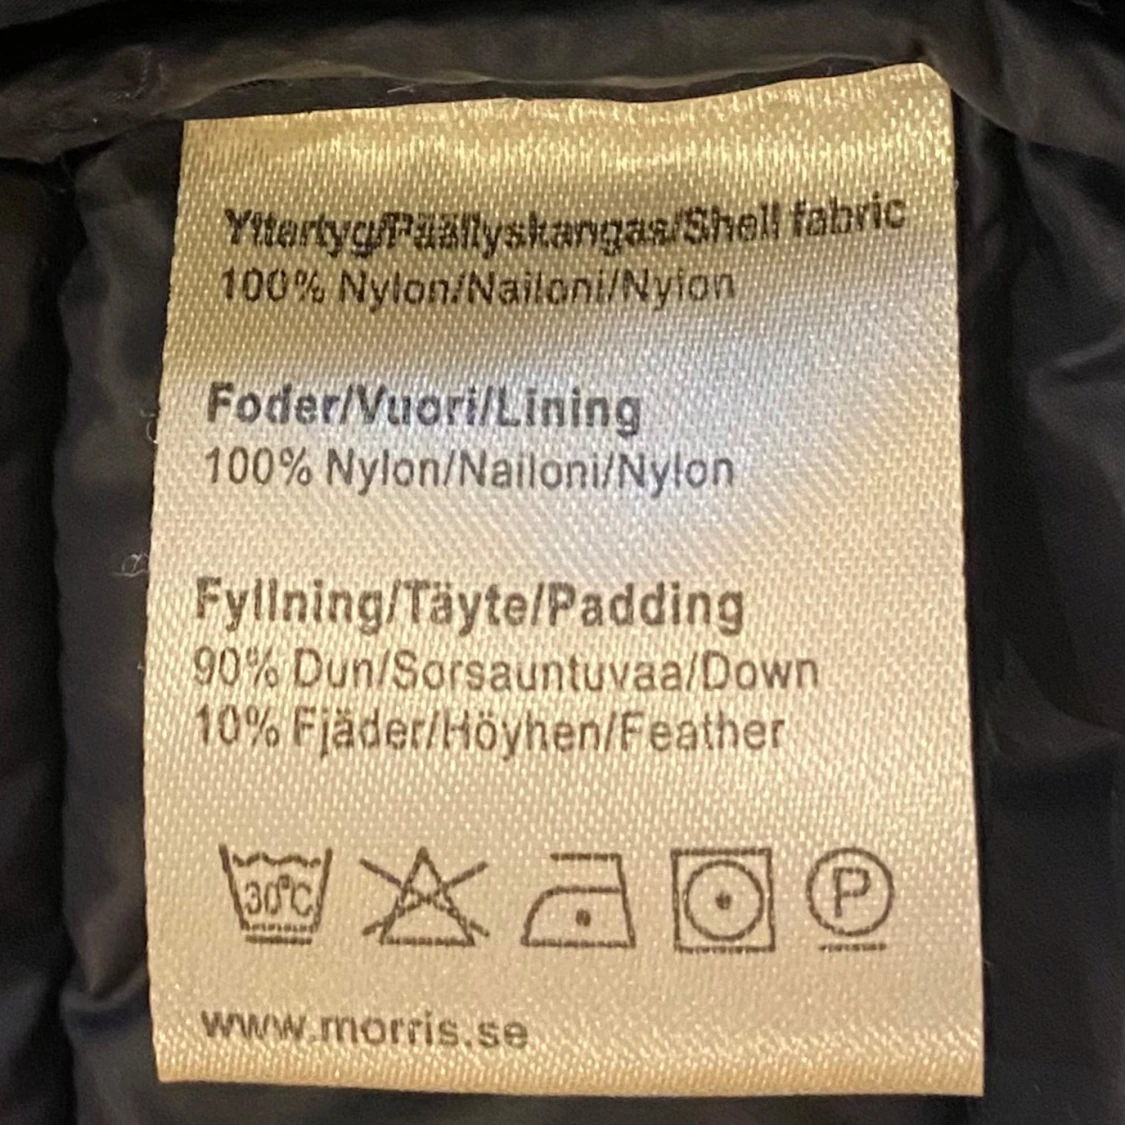 Yttertyg/Päällyskangas/Shell fabric
100% Nylon/Nailoni/Nylon
Foder/Vuori/Lining
100% Nylon/Nailoni/Nylon
Fyllning/Täyte/Padding
90% Dun/Sorsauntuvaa/Down
10% Fjäder/Höyhen/Feather
30°C P
www.morris.se